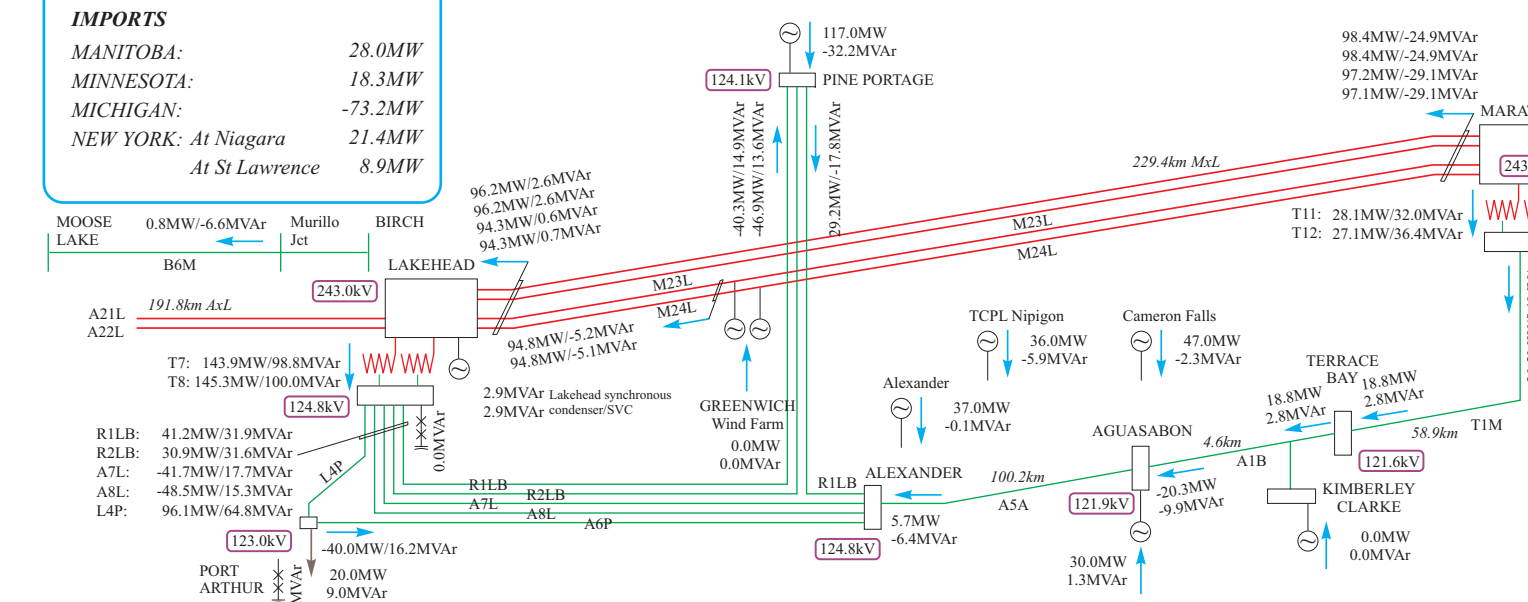 IMPORTS
MANITOBA: 28.0MW
MINNESOTA: 18.3MW
MICHIGAN: -73.2MW
NEW YORK: At Niagara 21.4MW
At St Lawrence 8.9MW
117.0MW
-32.2MVAr
124.1kV
PINE PORTAGE
-40.3MW/14.9MVAr
-46.9MW/13.6MVAr
29.2MW/-17.8MVAr
98.4MW/-24.9MVAr
98.4MW/-24.9MVAr
97.2MW/-29.1MVAr
97.1MW/-29.1MVAr
MARA
243
229.4km MxL
M23L
M24L
T11: 28.1MW/32.0MVAr
T12: 27.1MW/36.4MVAr
MOOSE
LAKE
0.8MW/-6.6MVAr
Murillo
Jct
BIRCH
B6M
96.2MW/2.6MVAr
96.2MW/2.6MVAr
94.3MW/0.6MVAr
94.3MW/0.7MVAr
LAKEHEAD
243.0kV
191.8km AxL
A21L
A22L
M23L
M24L
94.8MW/-5.2MVAr
94.8MW/-5.1MVAr
T7: 143.9MW/98.8MVAr
T8: 145.3MW/100.0MVAr
124.8kV
2.9MVAr Lakehead synchronous
2.9MVAr condenser/SVC
0.0MVAr
GREENWICH
Wind Farm
0.0MW
0.0MVAr
TCPL Nipigon
36.0MW
-5.9MVAr
Cameron Falls
47.0MW
-2.3MVAr
Alexander
37.0MW
-0.1MVAr
TERRACE
BAY
18.8MW
2.8MVAr
18.8MW
2.8MVAr
58.9km
T1M
121.6kV
AGUASABON
4.6km
A1B
-20.3MW
-9.9MVAr
121.9kV
30.0MW
1.3MVAr
KIMBERLEY
CLARKE
0.0MW
0.0MVAr
R1LB: 41.2MW/31.9MVAr
R2LB: 30.9MW/31.6MVAr
A7L: -41.7MW/17.7MVAr
A8L: -48.5MW/15.3MVAr
L4P: 96.1MW/64.8MVAr
L4P
R1LB
R2LB
A7L
A8L
A6P
R1LB
ALEXANDER
100.2km
A5A
5.7MW
-6.4MVAr
124.8kV
123.0kV
-40.0MW/16.2MVAr
PORT
ARTHUR
MVAr
20.0MW
9.0MVAr